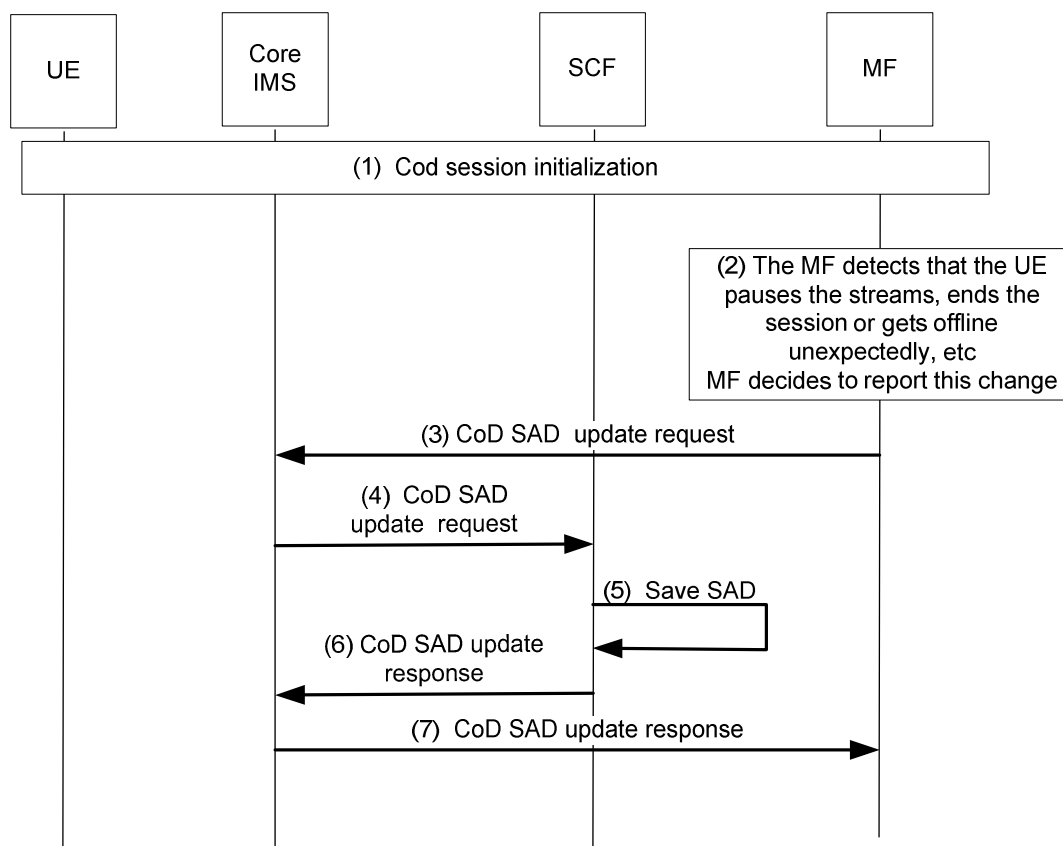 UE
Core
IMS
SCF
MF
(1) Cod session initialization
(2) The MF detects that the UE
pauses the streams, ends the
session or gets offline
unexpectedly, etc
MF decides to report this change
(3) CoD SAD update request
(4) CoD SAD
update request
(5) Save SAD
(6) CoD SAD update
response
(7) CoD SAD update response